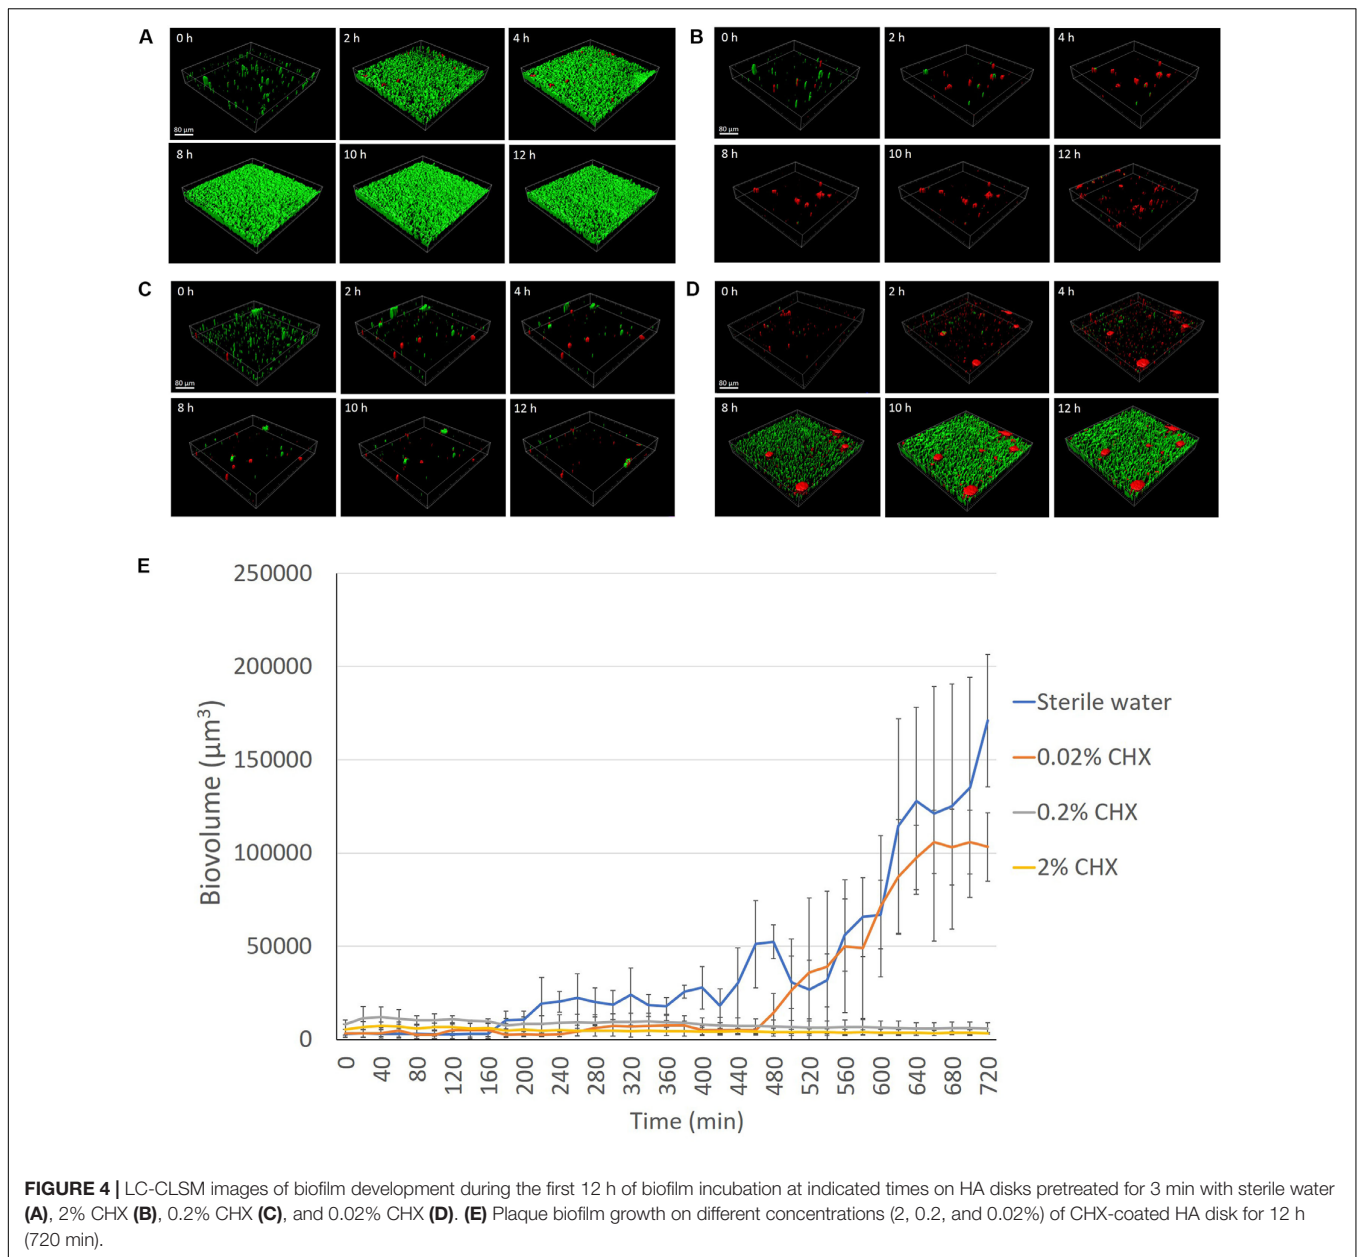 A
0 h
2 h
4 h
80 µm
8 h
10 h
12 h
B
0 h
2 h
4 h
80 µm
8 h
10 h
12 h
C
0 h
2 h
4 h
80 µm
8 h
10 h
12 h
D
0 h
2 h
4 h
80 µm
8 h
10 h
12 h
E
Biovolume (µm³)
250000
200000
150000
100000
50000
0
0 40 80 120 160 200 240 280 320 360 400 440 480 520 560 600 640 680 720
Time (min)
Sterile water
0.02% CHX
0.2% CHX
2% CHX
FIGURE 4 | LC-CLSM images of biofilm development during the first 12 h of biofilm incubation at indicated times on HA disks pretreated for 3 min with sterile water
(A), 2% CHX (B), 0.2% CHX (C), and 0.02% CHX (D). (E) Plaque biofilm growth on different concentrations (2, 0.2, and 0.02%) of CHX-coated HA disk for 12 h
(720 min).